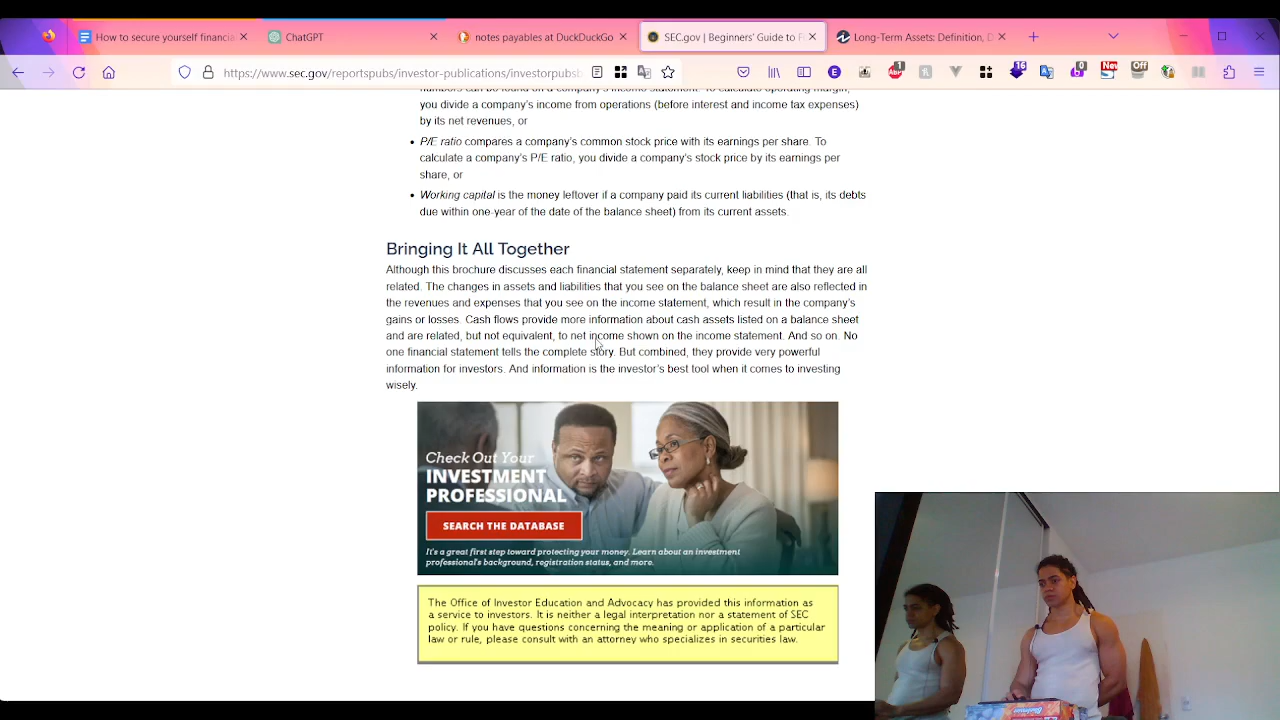 How to secure yourself financia
ChatGPT
notes payables at DuckDuckGo
SEC.gov | Beginners' Guide to F
Long-Term Assets: Definition, D
https://www.sec.gov/reportspubs/investor-publications/investorpubsb
you divide a company's income from operations (before interest and income tax expenses)
by its net revenues, or
• P/E ratio compares a company's common stock price with its earnings per share. To
calculate a company's P/E ratio, you divide a company's stock price by its earnings per
share, or
• Working capital is the money leftover if a company paid its current liabilities (that is, its debts
due within one-year of the date of the balance sheet) from its current assets.
Bringing It All Together
Although this brochure discusses each financial statement separately, keep in mind that they are all
related. The changes in assets and liabilities that you see on the balance sheet are also reflected in
the revenues and expenses that you see on the income statement, which result in the company's
gains or losses. Cash flows provide more information about cash assets listed on a balance sheet
and are related, but not equivalent, to net income shown on the income statement. And so on. No
one financial statement tells the complete story. But combined, they provide very powerful
information for investors. And information is the investor's best tool when it comes to investing
wisely.
Check Out Your
INVESTMENT
PROFESSIONAL
SEARCH THE DATABASE
It's a great first step toward protecting your money. Learn about an investment
professional's background, registration status, and more.
The Office of Investor Education and Advocacy has provided this information as
a service to investors. It is neither a legal interpretation nor a statement of SEC
policy. If you have questions concerning the meaning or application of a particular
law or rule, please consult with an attorney who specializes in securities law.